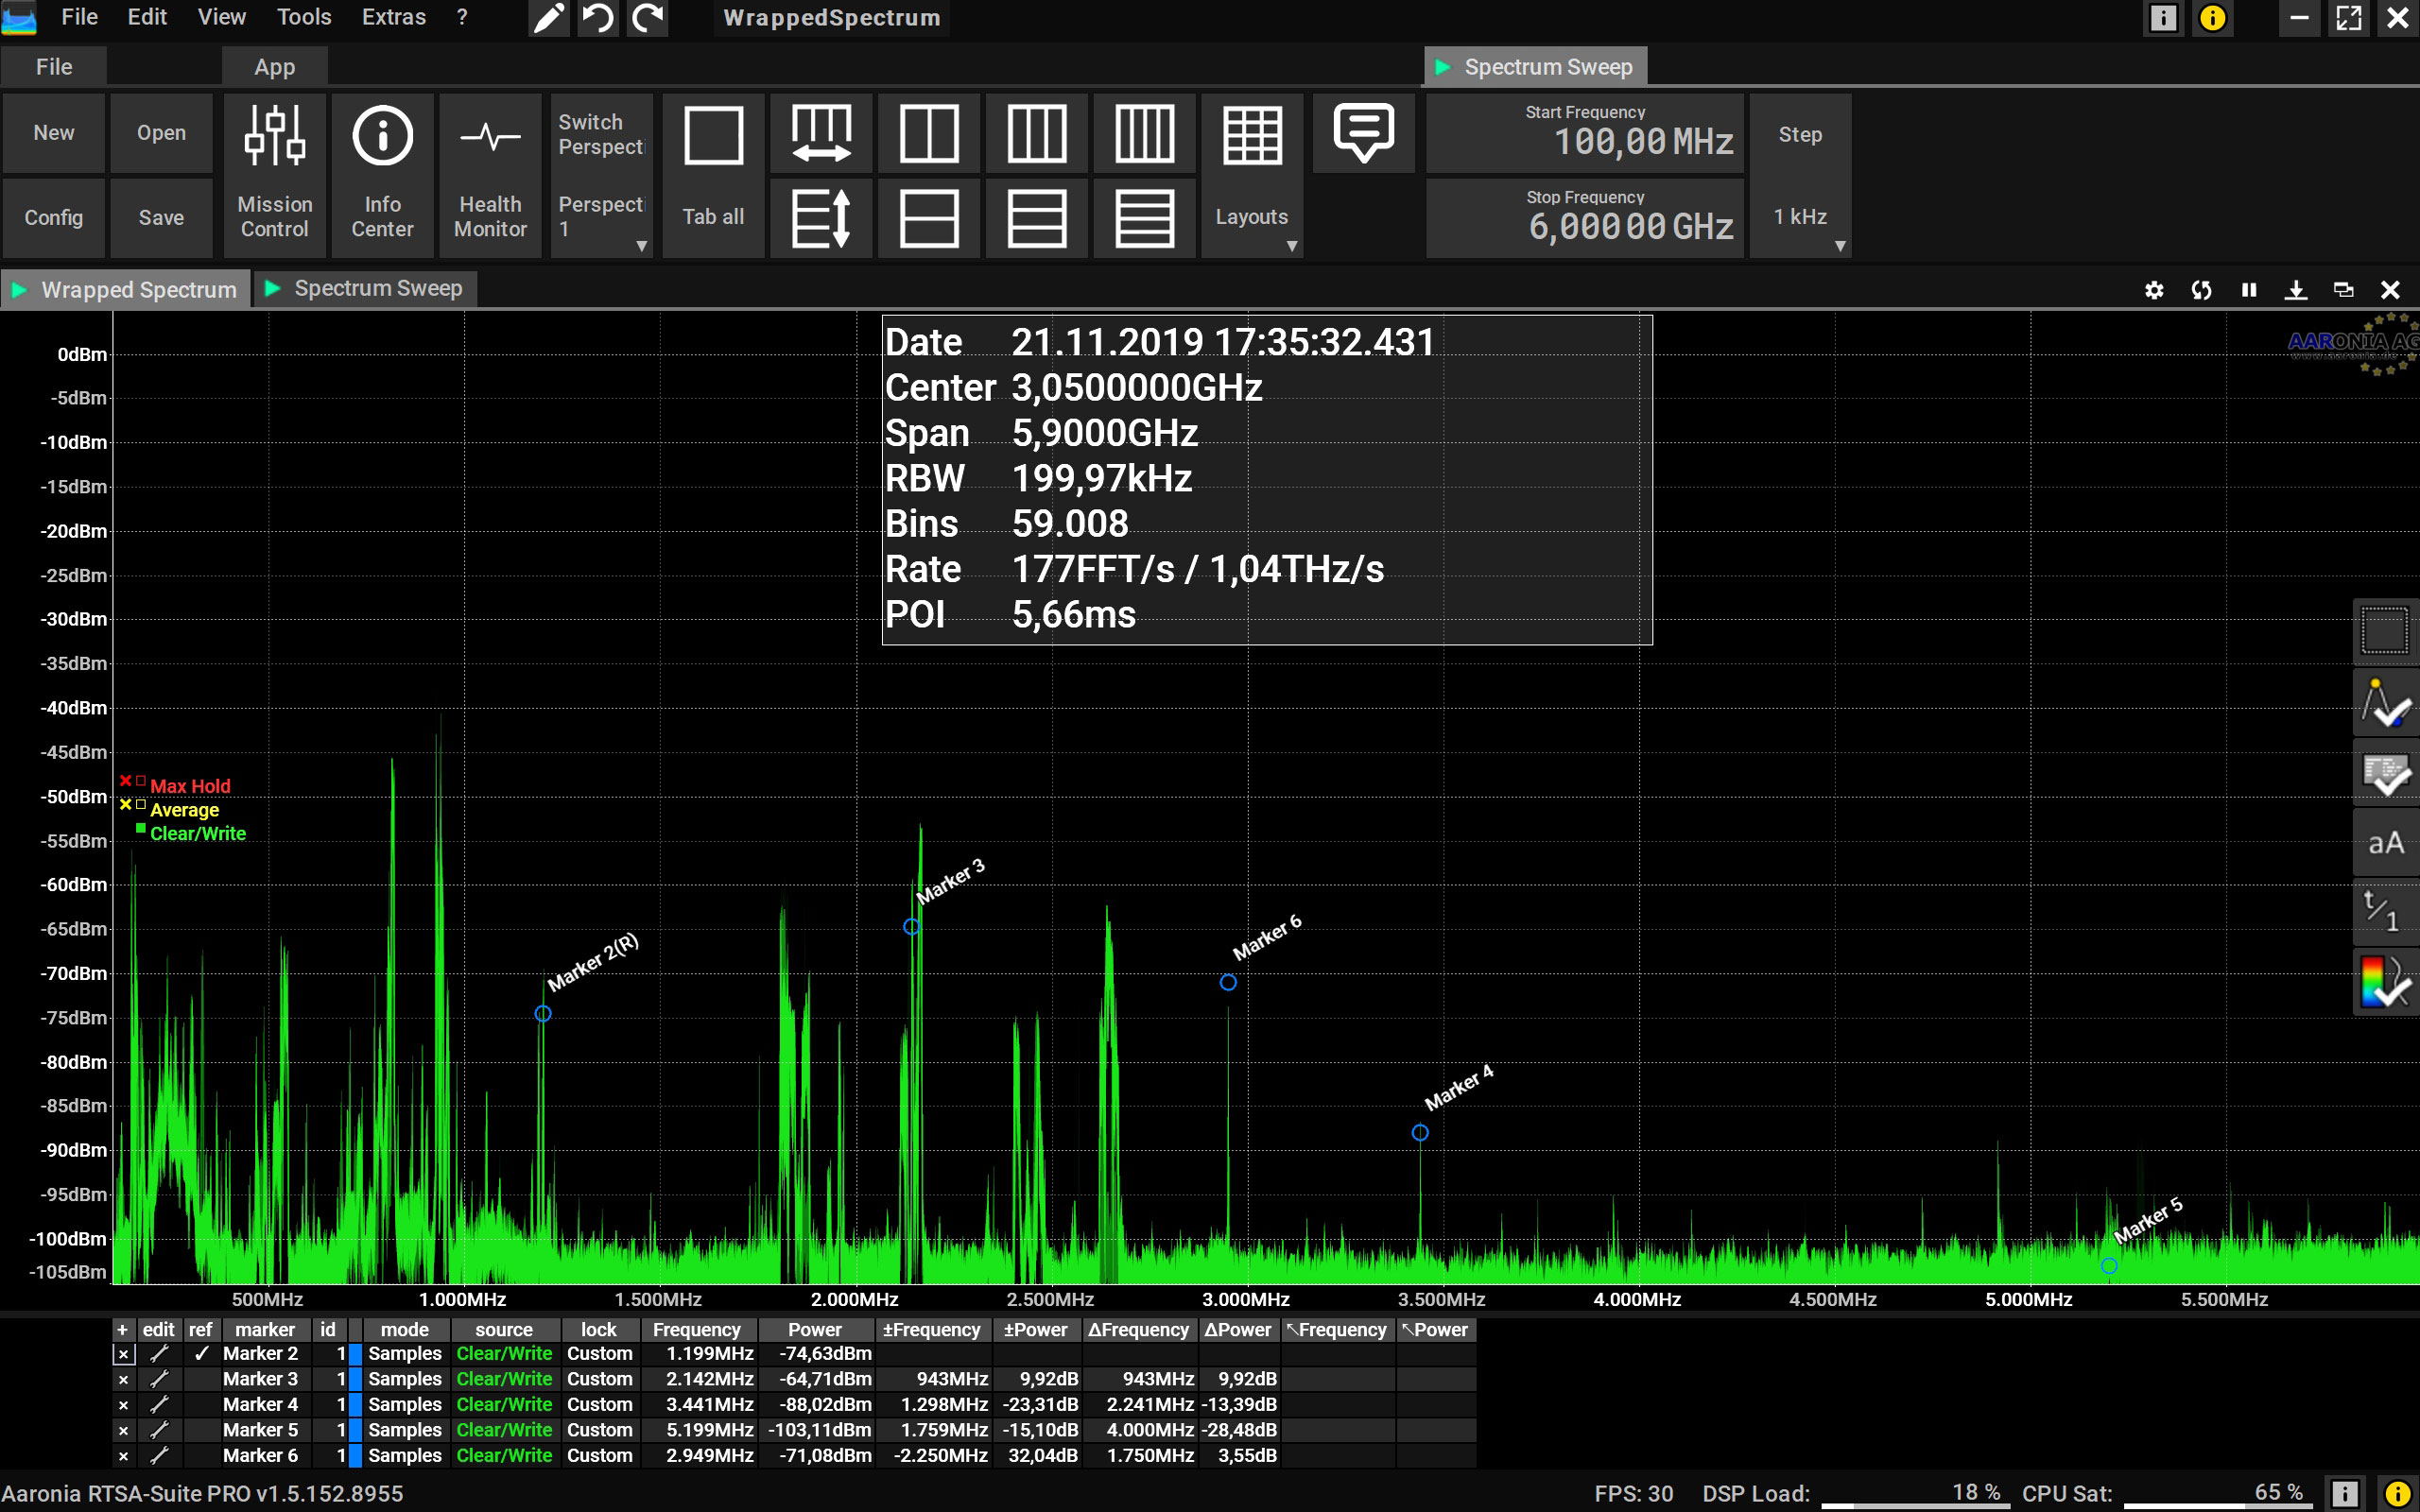 File Edit View Tools Extras ? WrappedSpectrum
File App Spectrum Sweep
New Open Mission Control Info Center Health Monitor Switch Perspecti Perspecti 1 Tab all Layouts
Config Save
Start Frequency
100,00 MHz
Stop Frequency
6,000 00 GHz
Step
1 kHz
Wrapped Spectrum Spectrum Sweep
AARONIA AG
www.aaronia.de
Date 21.11.2019 17:35:32.431
Center 3,0500000GHz
Span 5,9000GHz
RBW 199,97kHz
Bins 59.008
Rate 177FFT/s / 1,04THz/s
POI 5,66ms
0dBm
-5dBm
-10dBm
-15dBm
-20dBm
-25dBm
-30dBm
-35dBm
-40dBm
-45dBm
-50dBm
-55dBm
-60dBm
-65dBm
-70dBm
-75dBm
-80dBm
-85dBm
-90dBm
-95dBm
-100dBm
-105dBm
Max Hold
Average
Clear/Write
Marker 2(R)
Marker 3
Marker 6
Marker 4
Marker 5
aA
t/1
500MHz 1.000MHz 1.500MHz 2.000MHz 2.500MHz 3.000MHz 3.500MHz 4.000MHz 4.500MHz 5.000MHz 5.500MHz
+ edit ref marker id mode source lock Frequency Power ±Frequency ±Power ΔFrequency ΔPower ↖Frequency ↖Power
× ✓ Marker 2 1 Samples Clear/Write Custom 1.199MHz -74,63dBm
× Marker 3 1 Samples Clear/Write Custom 2.142MHz -64,71dBm 943MHz 9,92dB 943MHz 9,92dB
× Marker 4 1 Samples Clear/Write Custom 3.441MHz -88,02dBm 1.298MHz -23,31dB 2.241MHz -13,39dB
× Marker 5 1 Samples Clear/Write Custom 5.199MHz -103,11dBm 1.759MHz -15,10dB 4.000MHz -28,48dB
× Marker 6 1 Samples Clear/Write Custom 2.949MHz -71,08dBm -2.250MHz 32,04dB 1.750MHz 3,55dB
Aaronia RTSA-Suite PRO v1.5.152.8955 FPS: 30 DSP Load: 18 % CPU Sat: 65 %